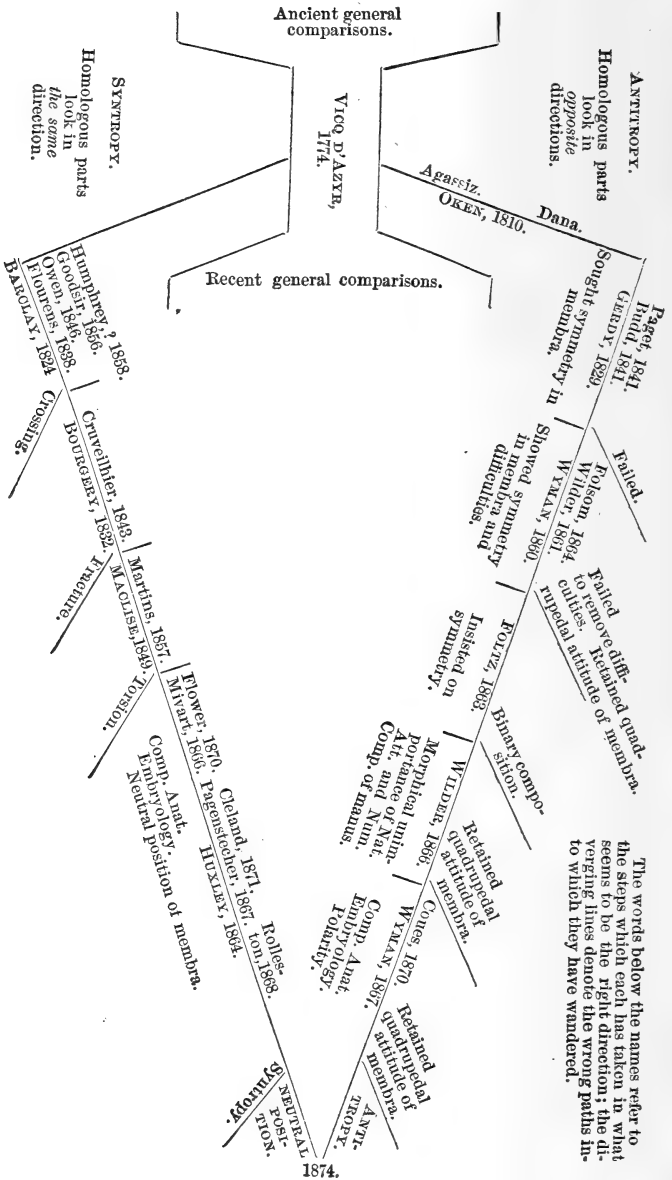 Ancient general
comparisons.
VICQ D'AZYR,
1774.
Recent general comparisons.
ANTITROPY.
Homologous parts
look in
opposite
directions.
Agassiz.
OKEN, 1810.
Dana.
Paget, 1841.
Budd, 1841.
GERDY, 1829.
Sought symmetry in
membra.
Failed.
Folsom, 1864.
Wilder, 1861.
WYMAN, 1860.
Showed symmetry
in membra and
difficulties.
Failed
to remove diffi-
culties. Retained quad-
rupedal attitude of membra.
FOLTZ, 1863.
Insisted on
symmetry.
Binary compo-
sition.
WILDER, 1866.
Morphical unim-
portance of Nat.
Att. and Num.
Comp of manus.
Retained
quadrupedal
attitude of
membra.
Coues, 1870.
WYMAN, 1867.
Comp. Anat.
Embryology.
Polarity.
Retained
quadrupedal
attitude of
membra.
ANTI-
TROPY.
SYNTROPY.
Homologous parts
look in
the same
direction.
Humphrey, ? 1858.
Goodsir, 1856.
Owen, 1846.
Flourens, 1838.
BARCLAY, 1824
Crossing.
Cruveilhier, 1843.
BOURGERY, 1832.
Fracture.
Martins, 1857.
MACLISE, 1849.
Torsion.
Flower, 1870.
Mivart, 1866.
Cleland, 1871.
Pagenstecher, 1867.
Rolles-
ton, 1868.
HUXLEY, 1864.
Comp. Anat.
Embryology.
Neutral position of membra.
Syntropy.
NEUTRAL
POSI-
TION.
1874.
The words below the names refer to
the steps which each has taken in what
seems to be the right direction; the di-
verging lines denote the wrong paths in-
to which they have wandered.